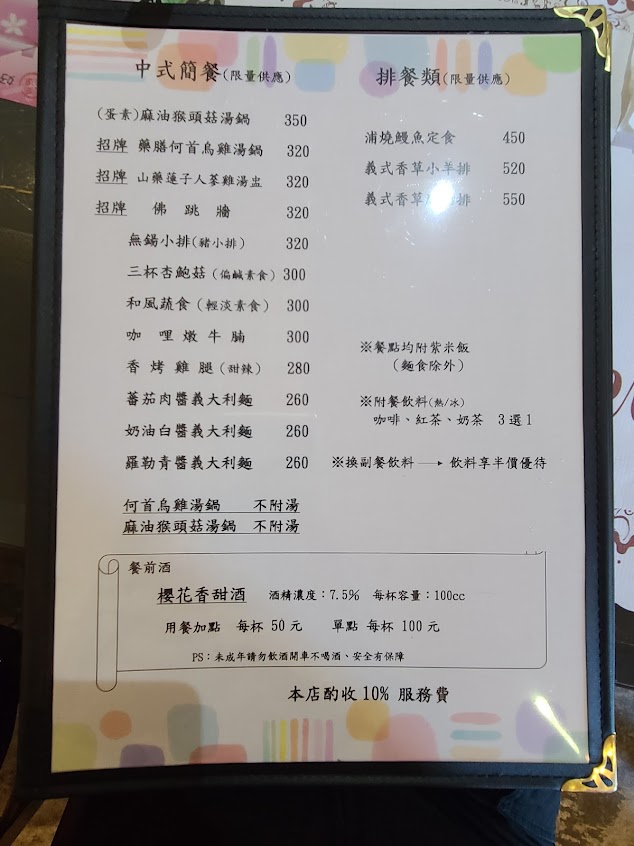 中式簡餐(限量供應)
(蛋素)麻油猴頭菇湯鍋 350
招牌 藥膳何首烏雞湯鍋 320
招牌 山藥蓮子人蔘雞湯盅 320
招牌 佛跳牆 320
無錫小排(豬小排) 320
三杯杏鮑菇(偏鹹素食) 300
和風蔬食(輕淡素食) 300
咖哩燉牛腩 300
香烤雞腿(甜辣) 280
蕃茄肉醬義大利麵 260
奶油白醬義大利麵 260
羅勒青醬義大利麵 260
何首烏雞湯鍋 不附湯
麻油猴頭菇湯鍋 不附湯
排餐類(限量供應)
浦燒鰻魚定食 450
義式香草小羊排 520
義式香草 排 550
※餐點均附紫米飯
(麵食除外)
※附餐飲料(熱/冰)
咖啡、紅茶、奶茶 3選1
※換副餐飲料 → 飲料享半價優待
餐前酒
櫻花香甜酒 酒精濃度：7.5% 每杯容量：100cc
用餐加點 每杯 50 元 單點 每杯 100 元
PS：未成年請勿飲酒開車不喝酒、安全有保障
本店酌收 10% 服務費